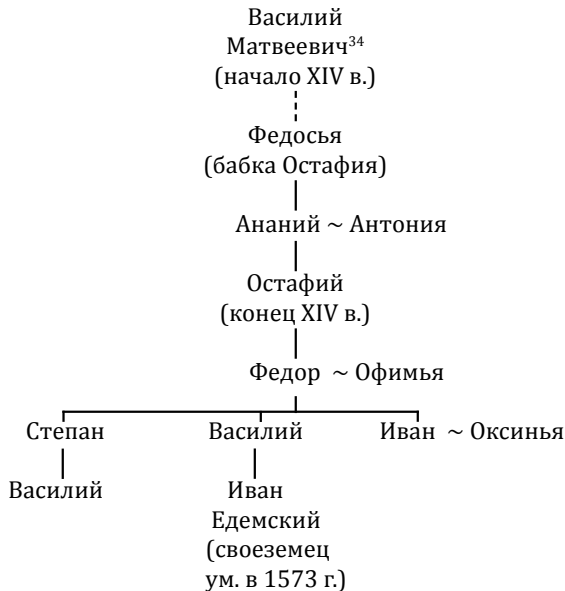 Василий
Матвеевич³⁴
(начало XIV в.)
Федосья
(бабка Остафия)
Ананий ~ Антония
Остафий
(конец XIV в.)
Федор ~ Офимья
Степан Василий Иван ~ Оксинья
Василий Иван
Едемский
(своеземец
ум. в 1573 г.)